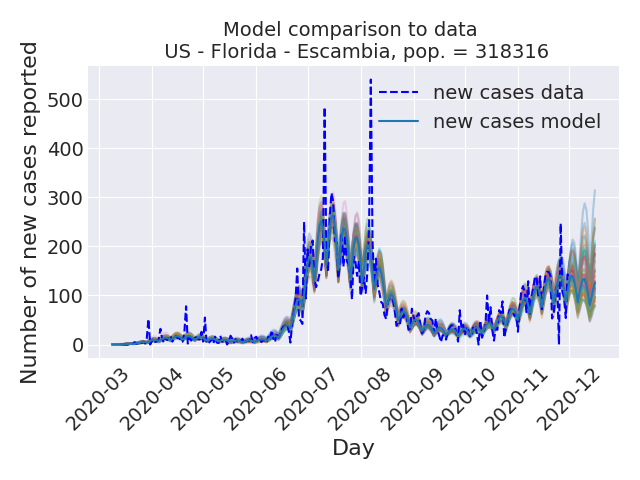 Model comparison to data
US - Florida - Escambia, pop. = 318316
Number of new cases reported
500
400
300
200
100
0
new cases data
new cases model
2020-03
2020-04
2020-05
2020-06
2020-07
2020-08
2020-09
2020-10
2020-11
2020-12
Day